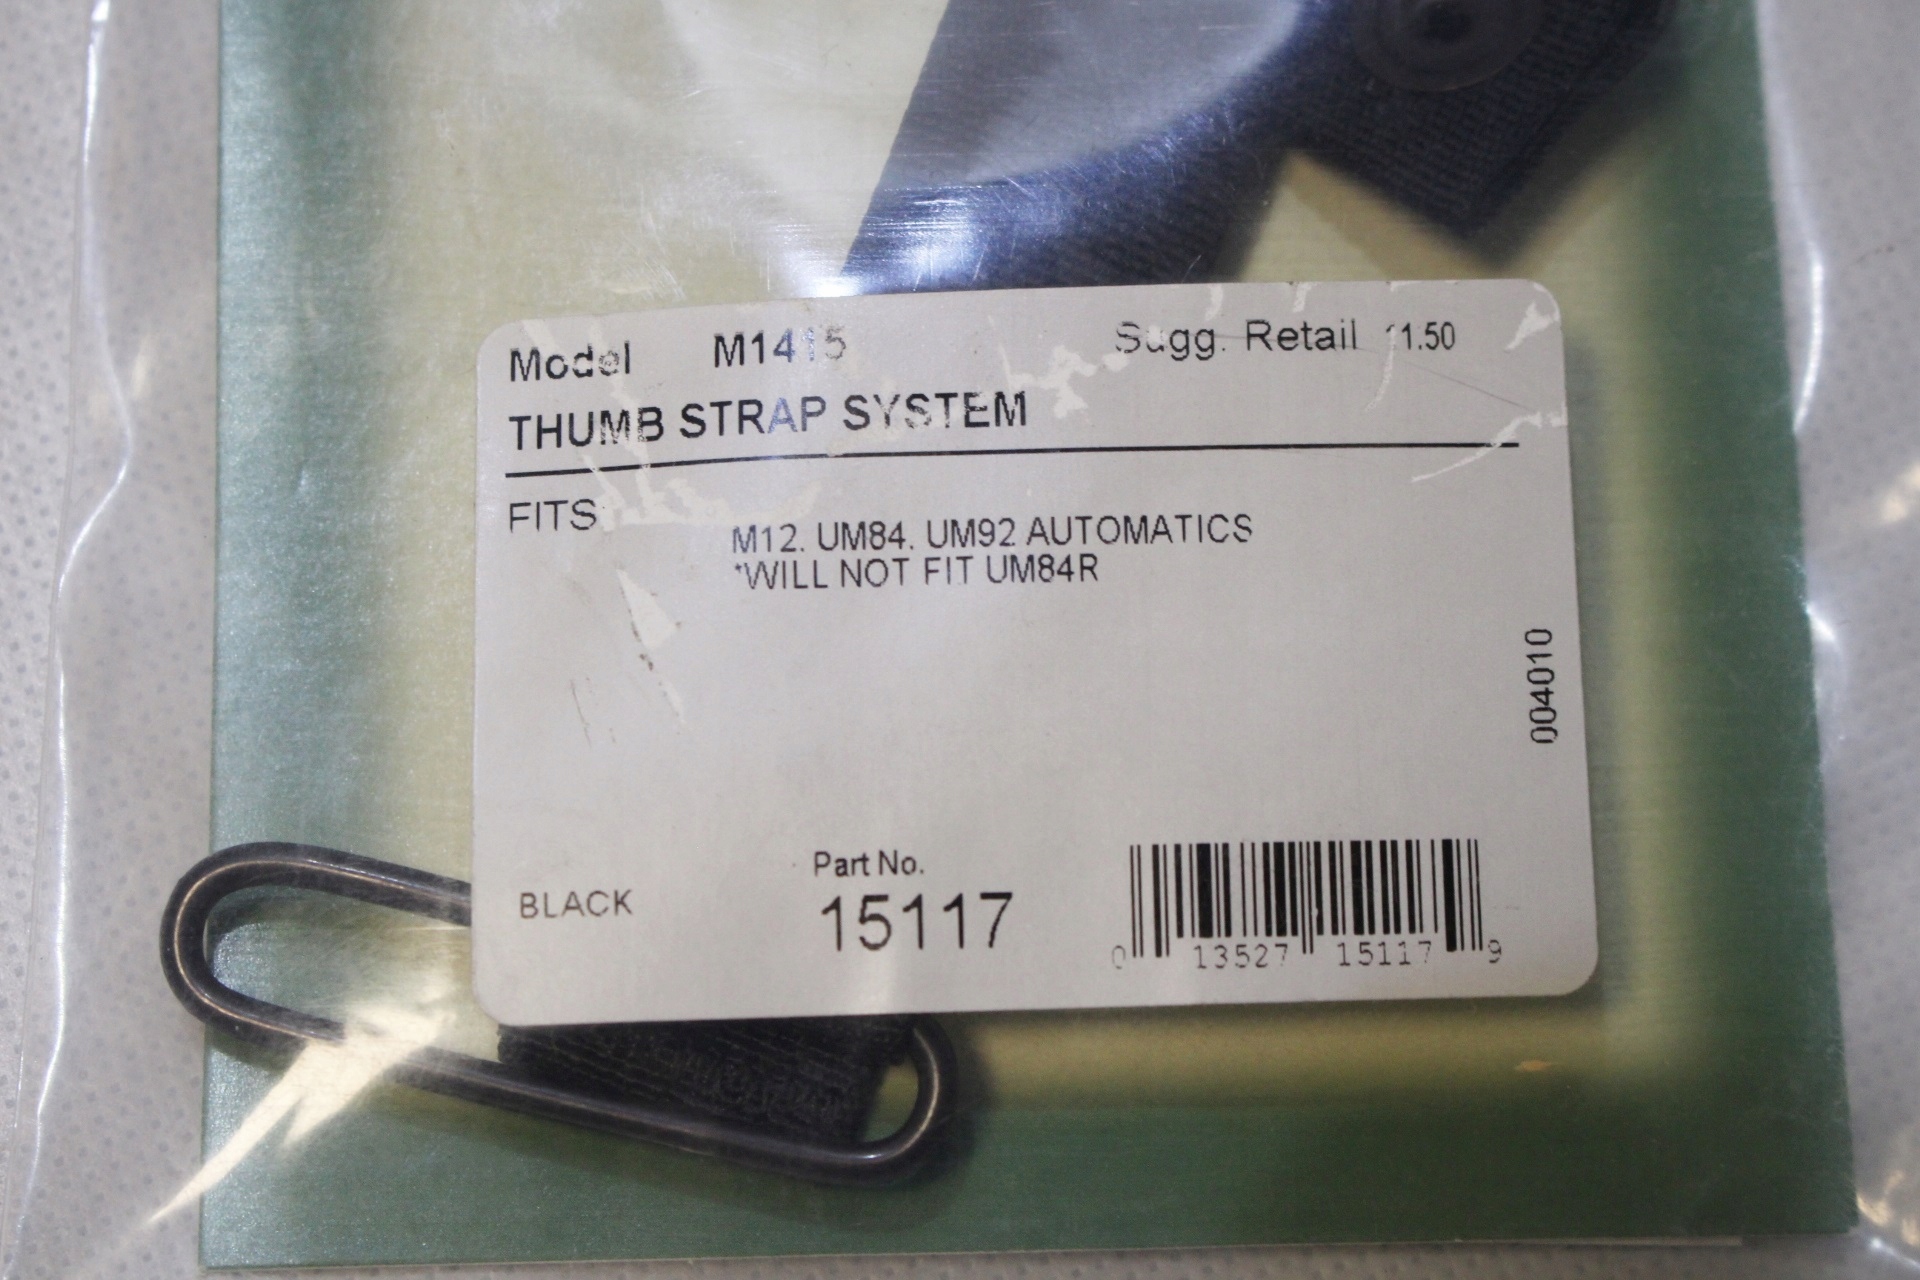 Model M1415 Sugg. Retail 11.50
THUMB STRAP SYSTEM
FITS
M12. UM84. UM92 AUTOMATICS
*WILL NOT FIT UM84R
004010
BLACK
Part No.
15117
0 13527 15117 9